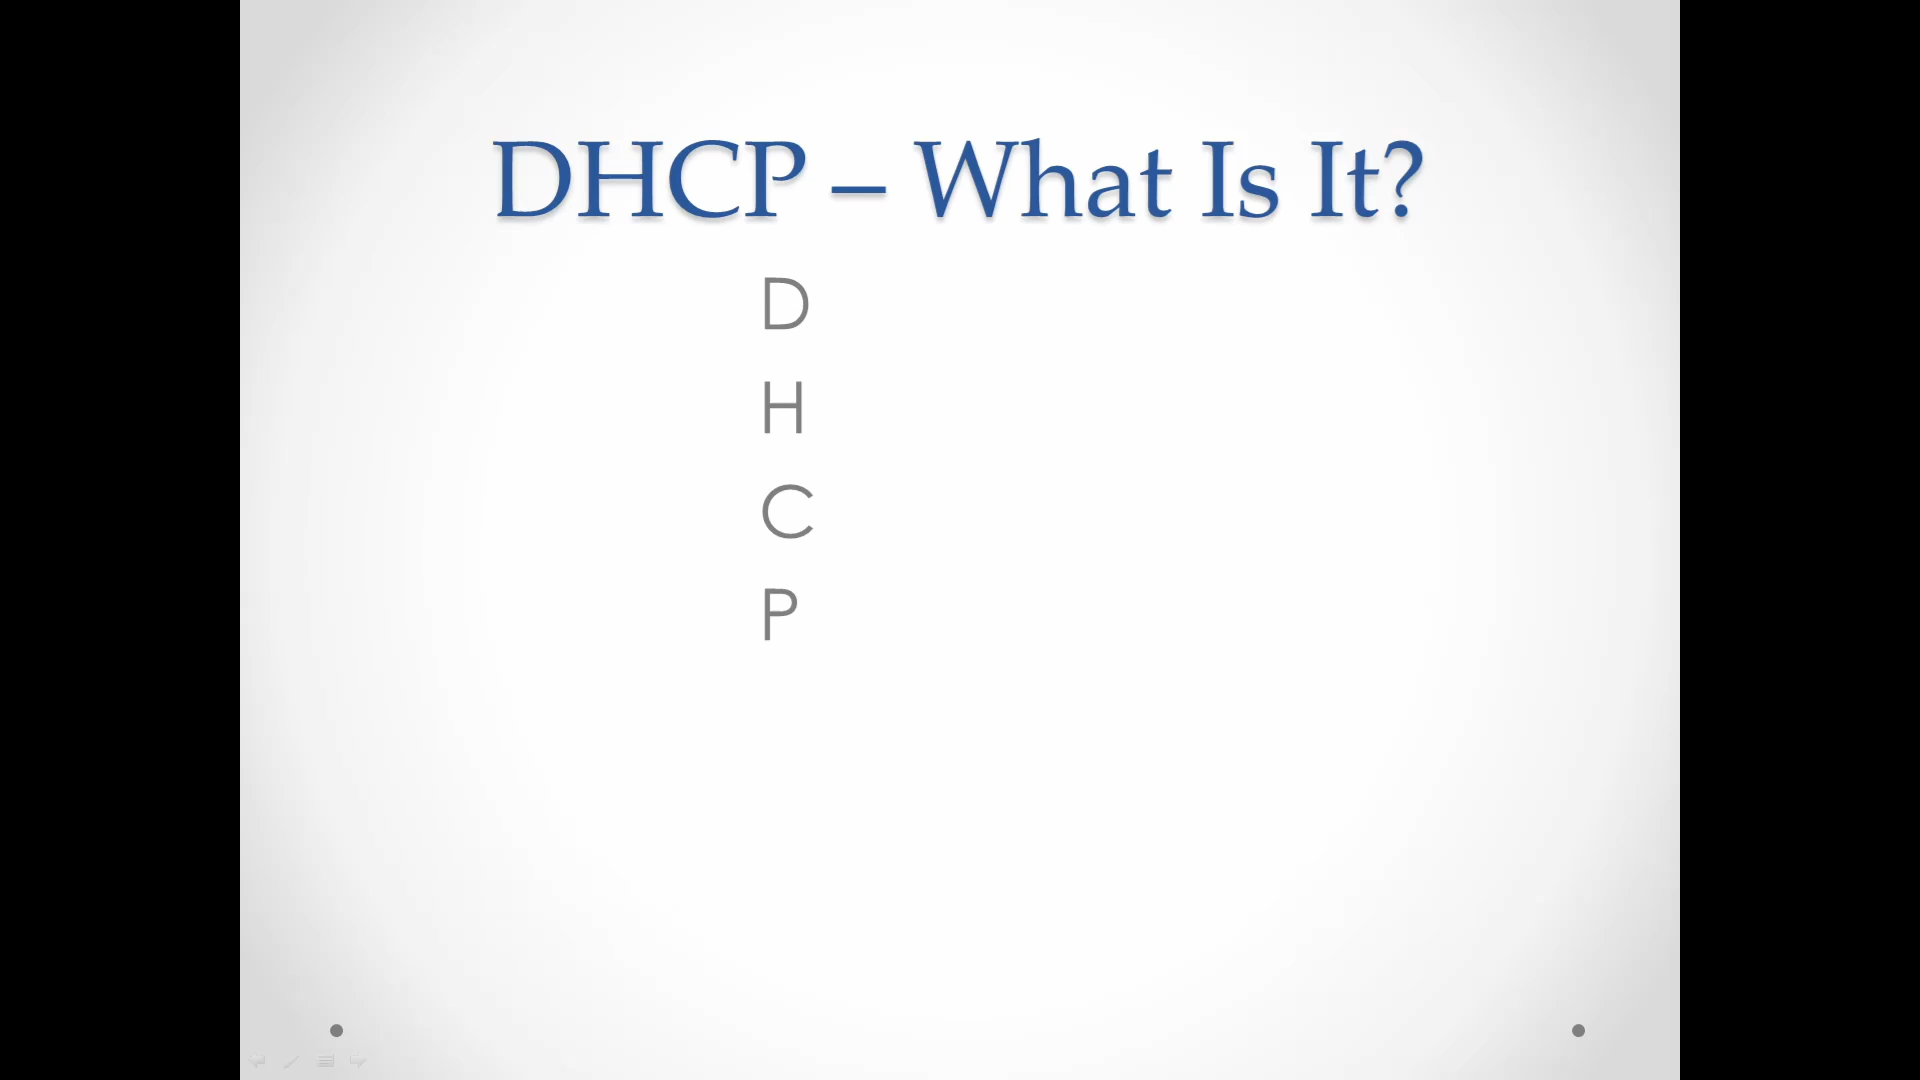 DHCP – What Is It?
D
H
C
P